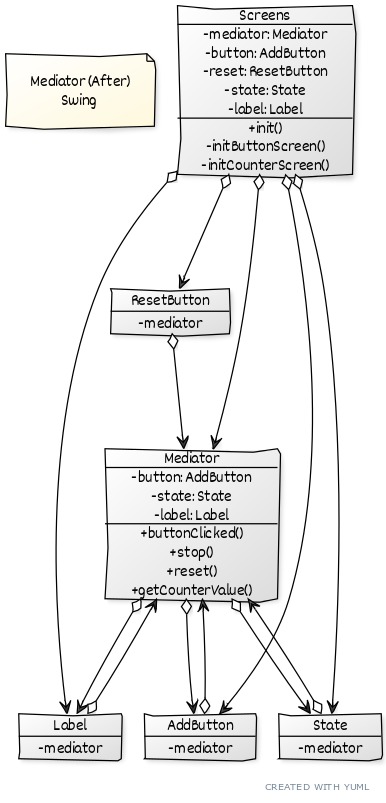 Screens
-mediator: Mediator
-button: AddButton
-reset: ResetButton
-state: State
-label: Label
+init()
-initButtonScreen()
-initCounterScreen()
Mediator (After)
Swing
ResetButton
-mediator
Mediator
-button: AddButton
-state: State
-label: Label
+buttonClicked()
+stop()
+reset()
+getCounterValue()
Label
-mediator
AddButton
-mediator
State
-mediator
CREATED WITH YUML